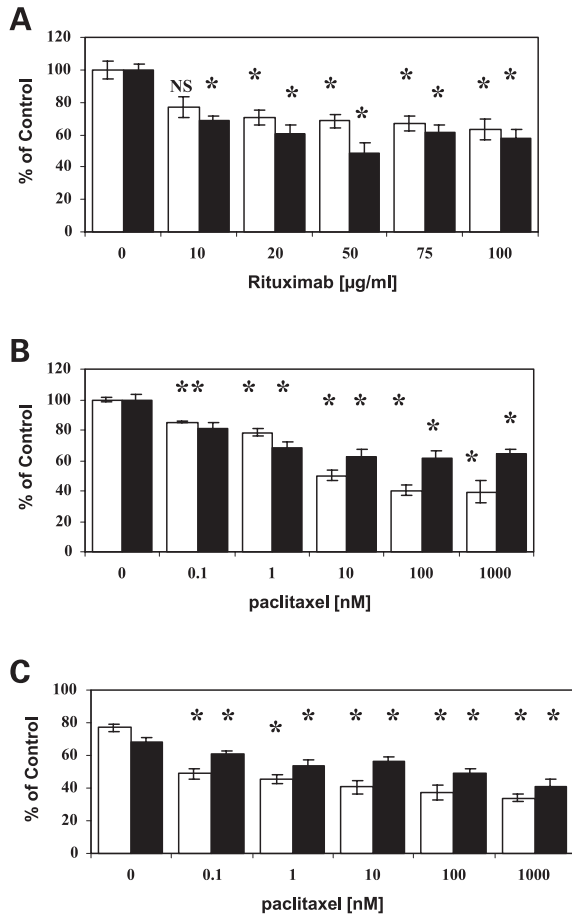 A
120
100
80
60
40
20
0
% of Control
NS * * * * * * * * *
0 10 20 50 75 100
Rituximab [µg/ml]
B
120
100
80
60
40
20
0
% of Control
** * * * * * * * *
0 0.1 1 10 100 1000
paclitaxel [nM]
C
100
80
60
40
20
0
% of Control
* * * * * * * * * *
0 0.1 1 10 100 1000
paclitaxel [nM]